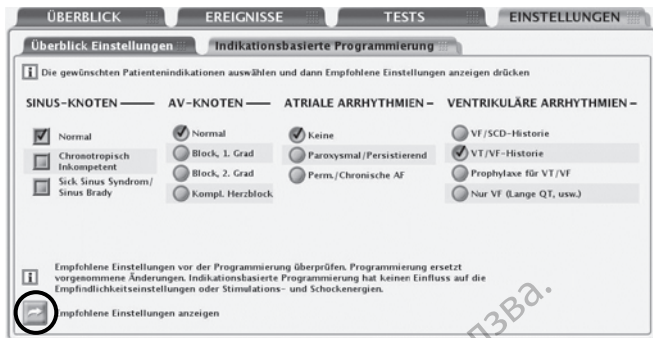 ÜBERBLICK EREIGNISSE TESTS EINSTELLUNGEN
Überblick Einstellungen Indikationsbasierte Programmierung
i Die gewünschten Patientenindikationen auswählen und dann Empfohlene Einstellungen anzeigen drücken
SINUS-KNOTEN AV-KNOTEN ATRIALE ARRHYTHMIEN VENTRIKULÄRE ARRHYTHMIEN
Normal Normal Keine VF/SCD-Historie
Chronotropisch Inkompetent Block, 1. Grad Paroxysmal/Persistierend VT/VF-Historie
Sick Sinus Syndrom/ Sinus Brady Block, 2. Grad Perm./Chronische AF Prophylaxe für VT/VF
Kompl. Herzblock Nur VF (Lange QT, usw.)
Empfohlene Einstellungen vor der Programmierung überprüfen. Programmierung ersetzt
i vorgenommene Änderungen. Indikationsbasierte Programmierung hat keinen Einfluss auf die
Empfindlichkeitseinstellungen oder Stimulations- und Schockenergien.
Empfohlene Einstellungen anzeigen